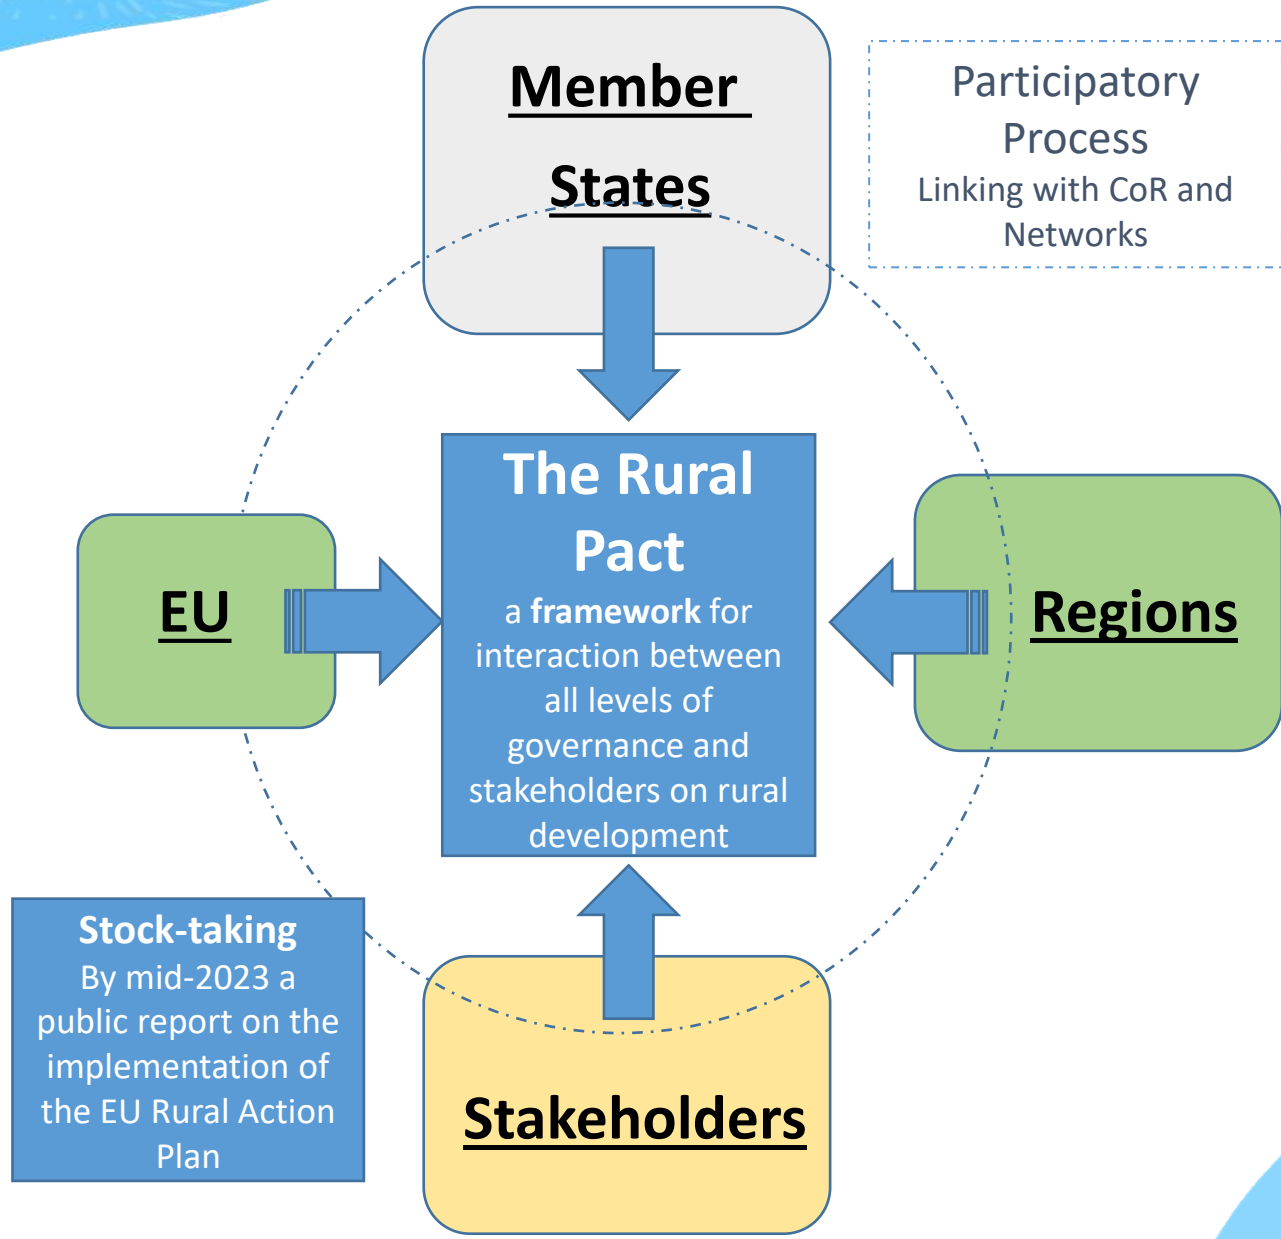 Member
States
Participatory
Process
Linking with CoR and
Networks
The Rural
Pact
a framework for
interaction between
all levels of
governance and
stakeholders on rural
development
EU
Regions
Stock-taking
By mid-2023 a
public report on the
implementation of
the EU Rural Action
Plan
Stakeholders